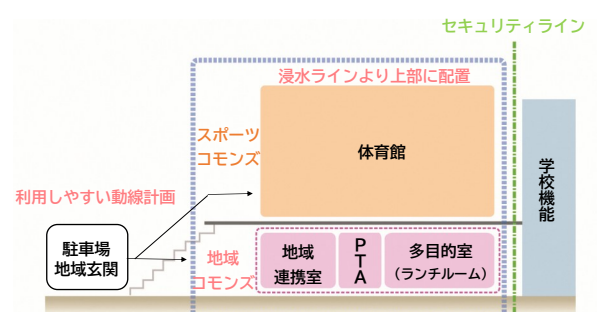 セキュリティライン
浸水ラインより上部に配置
スポーツ
コモンズ
体育館
学校機能
利用しやすい動線計画
駐車場
地域玄関
地域
コモンズ
地域
連携室
PTA
多目的室
(ランチルーム)